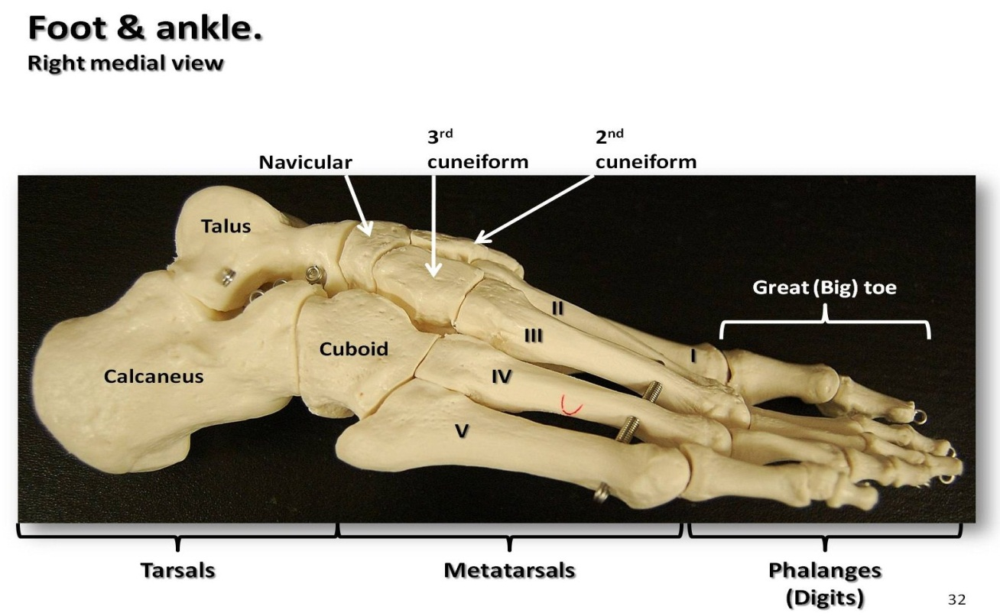 Foot & ankle.
Right medial view
3rd
cuneiform
2nd
cuneiform
Navicular
Talus
Great (Big) toe
II
III
I
Cuboid
Calcaneus
IV
V
Tarsals
Metatarsals
Phalanges
(Digits)
32